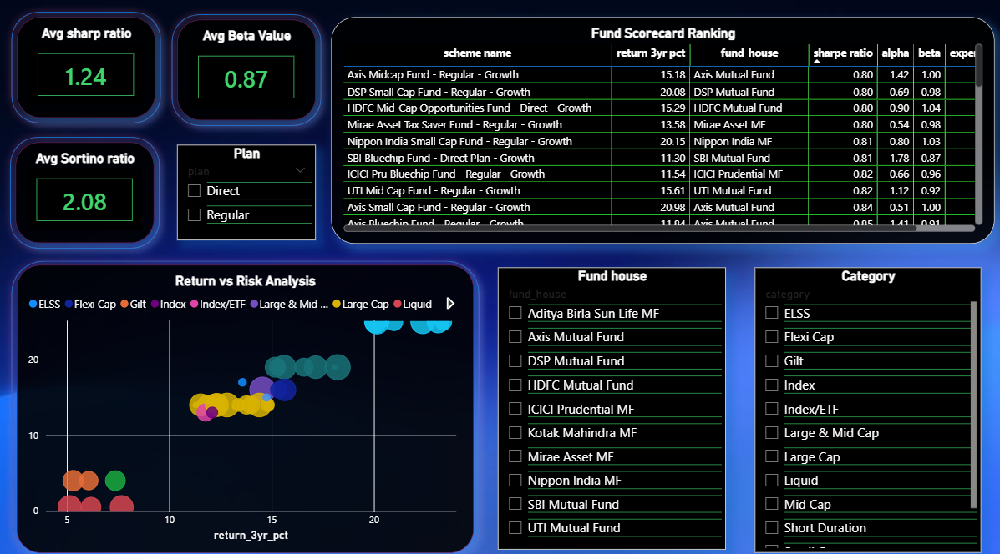 Avg sharp ratio
1.24
Avg Beta Value
0.87
Avg Sortino ratio
2.08
Plan
plan
Direct
Regular
Fund Scorecard Ranking
scheme name return 3yr pct fund_house sharpe ratio alpha beta exper
Axis Midcap Fund - Regular - Growth 15.18 Axis Mutual Fund 0.80 1.42 1.00
DSP Small Cap Fund - Regular - Growth 20.08 DSP Mutual Fund 0.80 0.69 0.98
HDFC Mid-Cap Opportunities Fund - Direct - Growth 15.29 HDFC Mutual Fund 0.80 0.90 1.04
Mirae Asset Tax Saver Fund - Regular - Growth 13.58 Mirae Asset MF 0.80 0.54 0.98
Nippon India Small Cap Fund - Regular - Growth 20.15 Nippon India MF 0.81 0.80 1.03
SBI Bluechip Fund - Direct Plan - Growth 11.30 SBI Mutual Fund 0.81 1.78 0.87
ICICI Pru Bluechip Fund - Regular - Growth 11.54 ICICI Prudential MF 0.82 0.66 0.96
UTI Mid Cap Fund - Regular - Growth 15.61 UTI Mutual Fund 0.82 1.12 0.92
Axis Small Cap Fund - Regular - Growth 20.98 Axis Mutual Fund 0.84 0.51 1.00
Axis Bluechip Fund - Regular - Growth 11.84 Axis Mutual Fund 0.85 1.41 0.91
Return vs Risk Analysis
ELSS Flexi Cap Gilt Index Index/ETF Large & Mid ... Large Cap Liquid
20
10
0
5 10 15 20
return_3yr_pct
Fund house
fund_house
Aditya Birla Sun Life MF
Axis Mutual Fund
DSP Mutual Fund
HDFC Mutual Fund
ICICI Prudential MF
Kotak Mahindra MF
Mirae Asset MF
Nippon India MF
SBI Mutual Fund
UTI Mutual Fund
Category
category
ELSS
Flexi Cap
Gilt
Index
Index/ETF
Large & Mid Cap
Large Cap
Liquid
Mid Cap
Short Duration